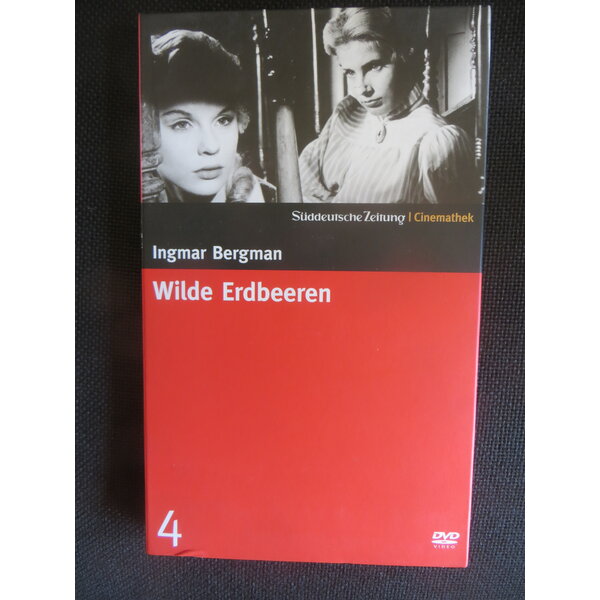 Süddeutsche Zeitung | Cinemathek
Ingmar Bergman
Wilde Erdbeeren
4
DVD
VIDEO